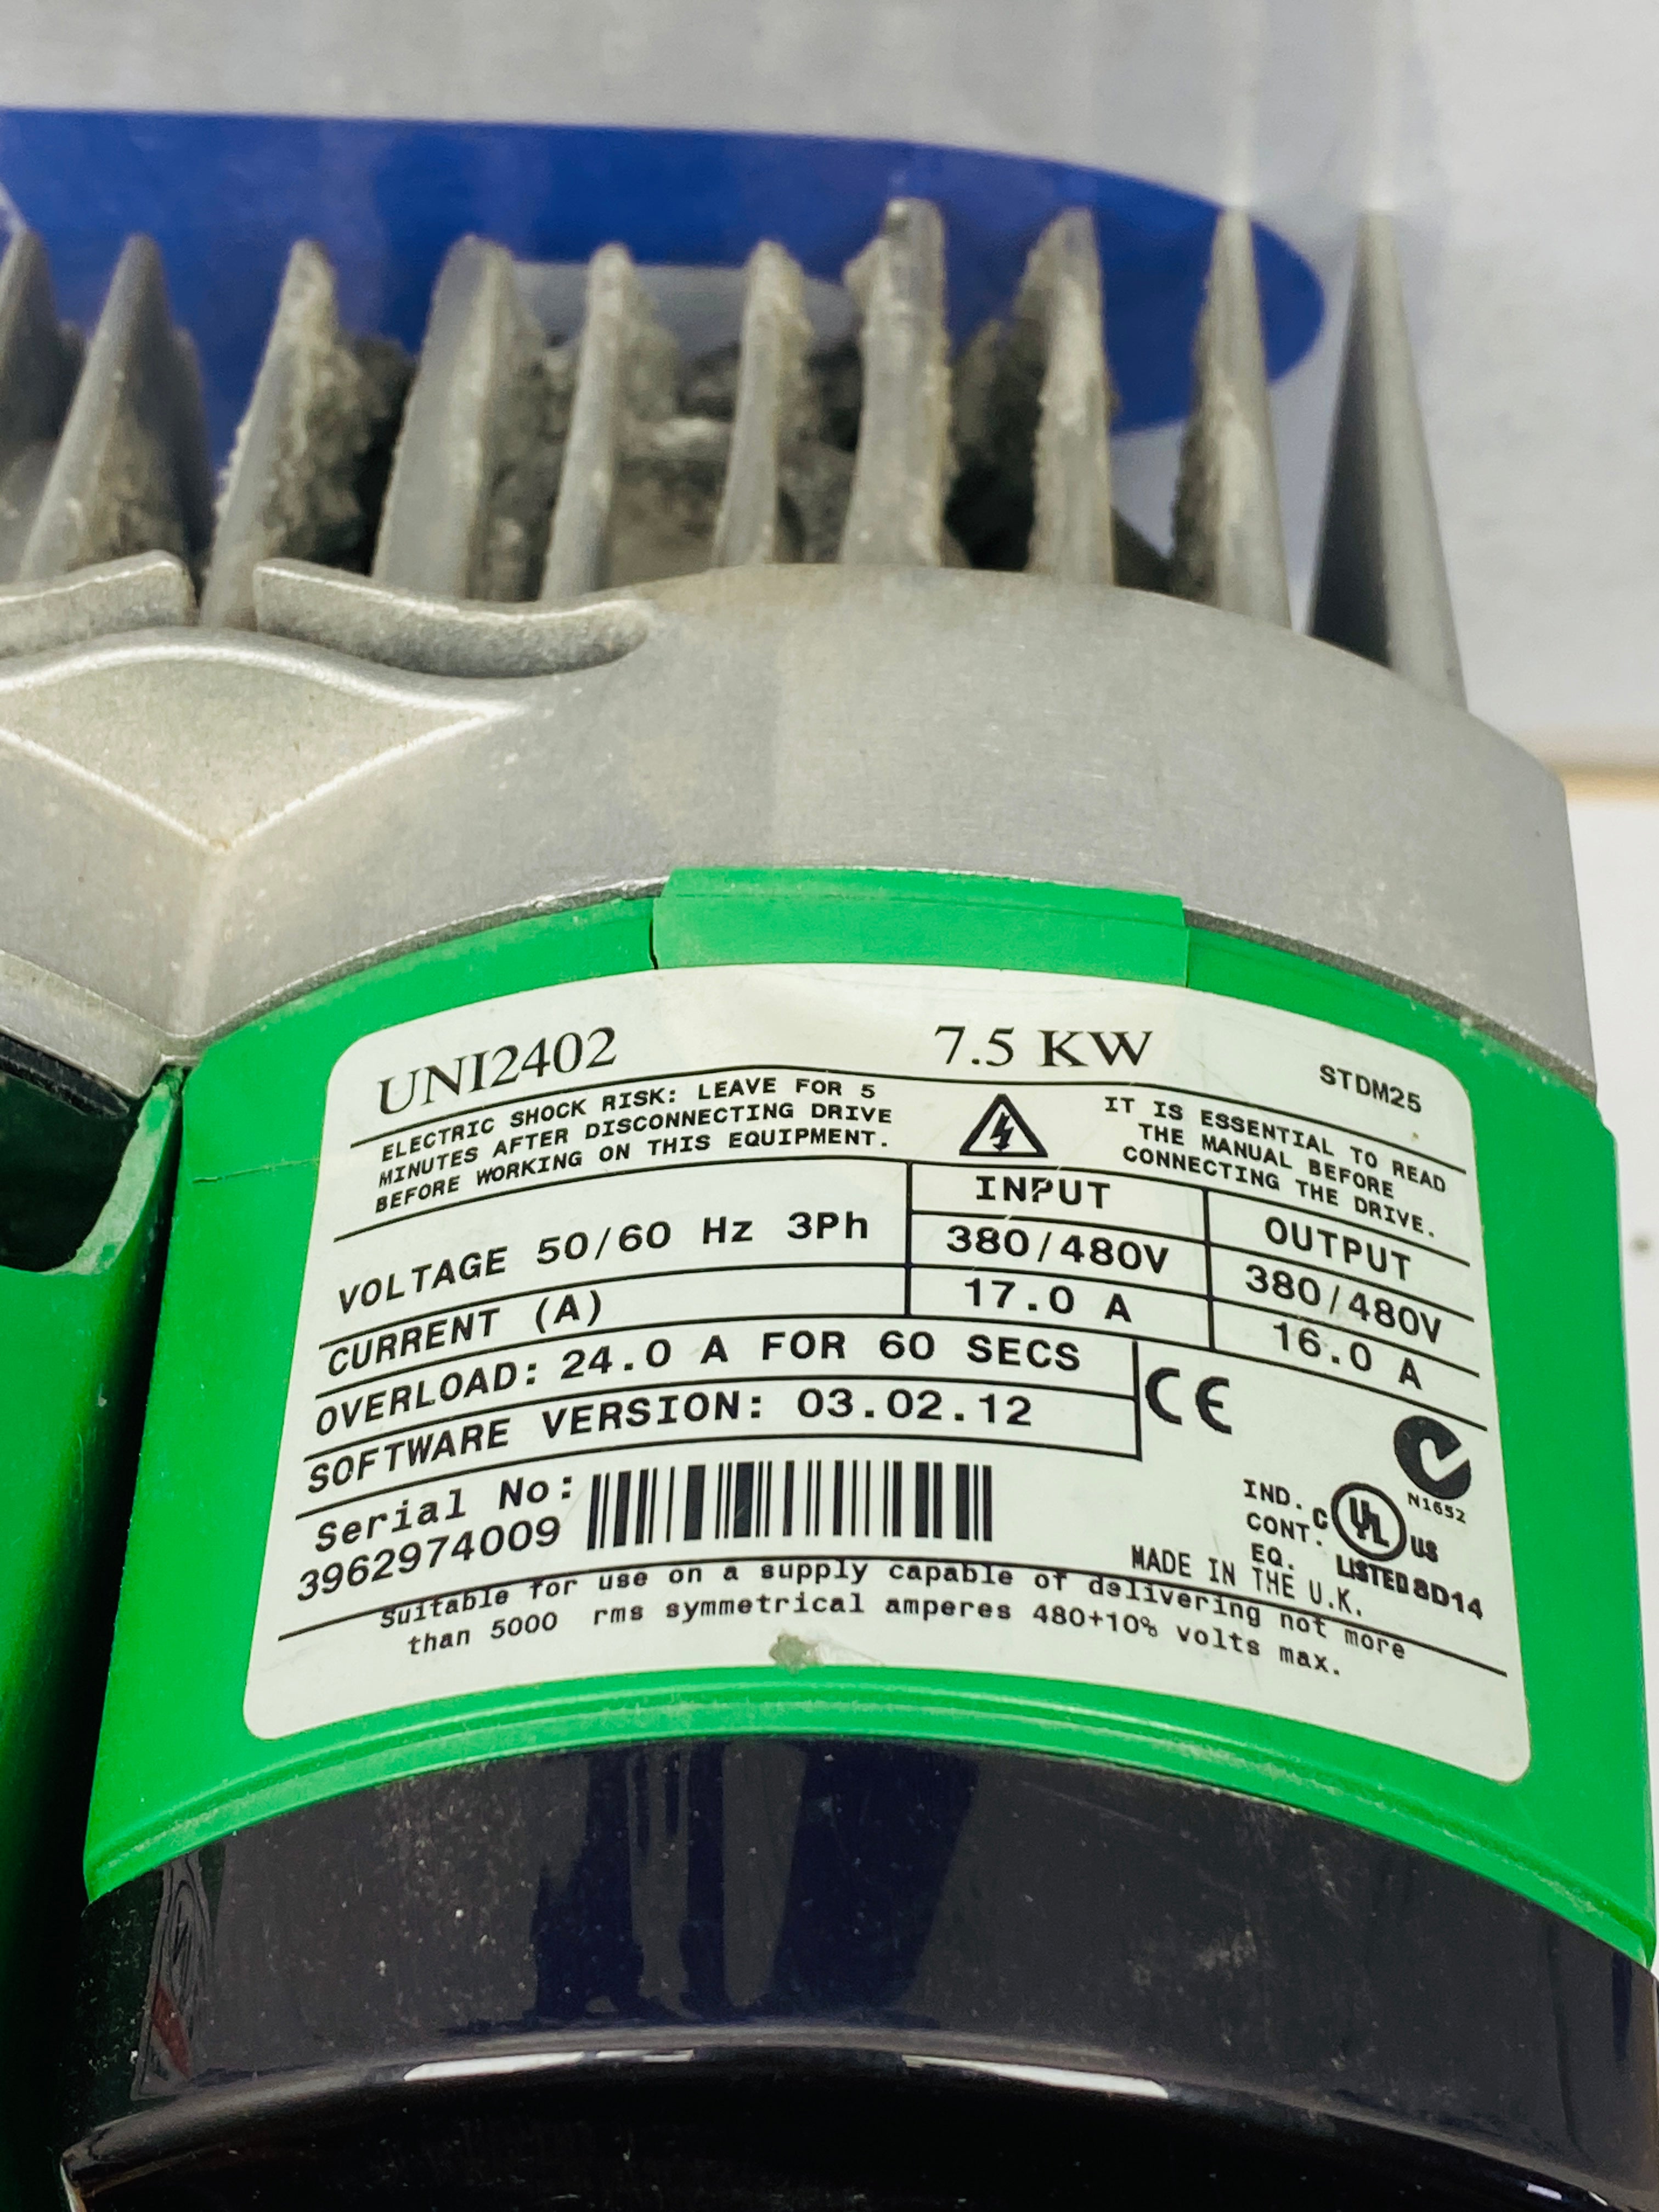 UNI2402 7.5 KW STDM25
ELECTRIC SHOCK RISK: LEAVE FOR 5
MINUTES AFTER DISCONNECTING DRIVE
BEFORE WORKING ON THIS EQUIPMENT.
IT IS ESSENTIAL TO READ
THE MANUAL BEFORE
CONNECTING THE DRIVE.
INPUT OUTPUT
VOLTAGE 50/60 Hz 3Ph 380/480V 380/480V
CURRENT (A) 17.0 A 16.0 A
OVERLOAD: 24.0 A FOR 60 SECS
SOFTWARE VERSION: 03.02.12
CE
N1652
Serial No:
3962974009
IND.
CONT.
EQ.
C UL US
LISTED 8D14
MADE IN THE U.K.
Suitable for use on a supply capable of delivering not more
than 5000 rms symmetrical amperes 480+10% volts max.